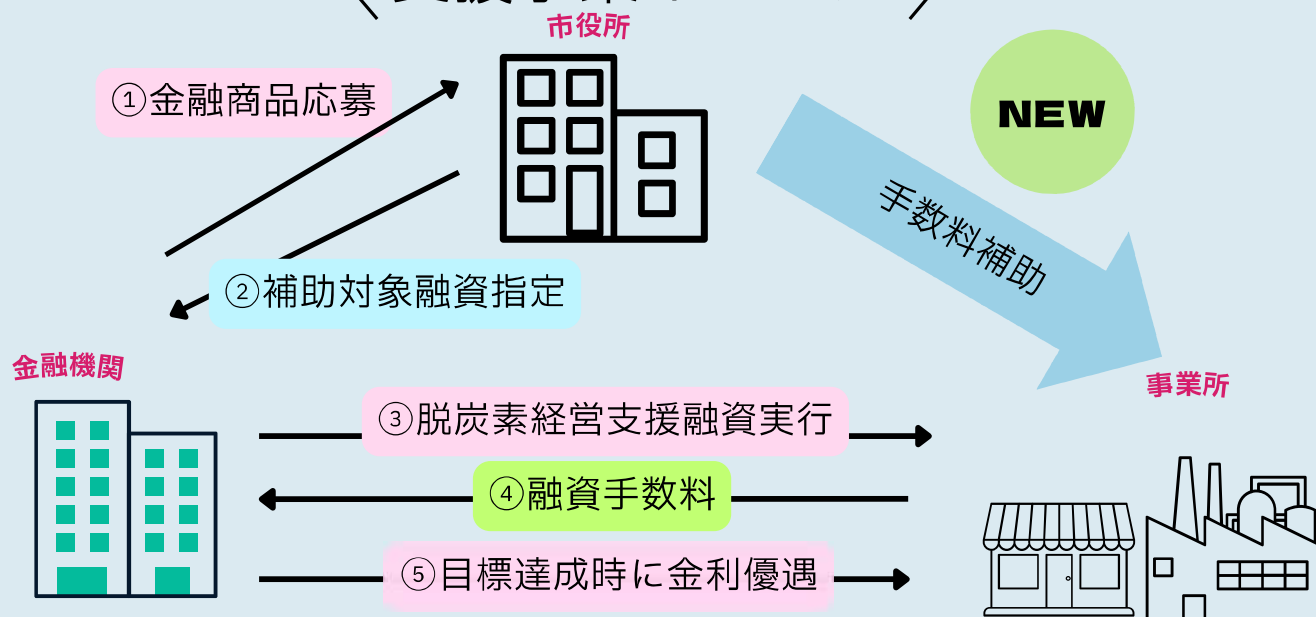 市役所
①金融商品応募
NEW
手数料補助
②補助対象融資指定
金融機関
事業所
③脱炭素経営支援融資実行
④融資手数料
⑤目標達成時に金利優遇